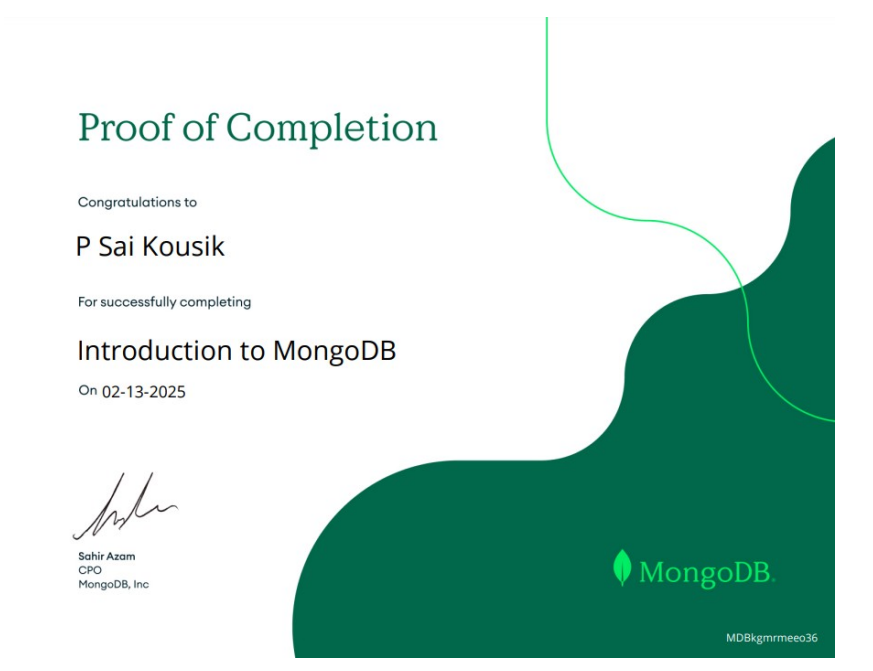 Proof of Completion
Congratulations to
P Sai Kousik
For successfully completing
Introduction to MongoDB
On 02-13-2025
Sahir Azam
CPO
MongoDB, Inc
MongoDB.
MDBkgmrmeeo36